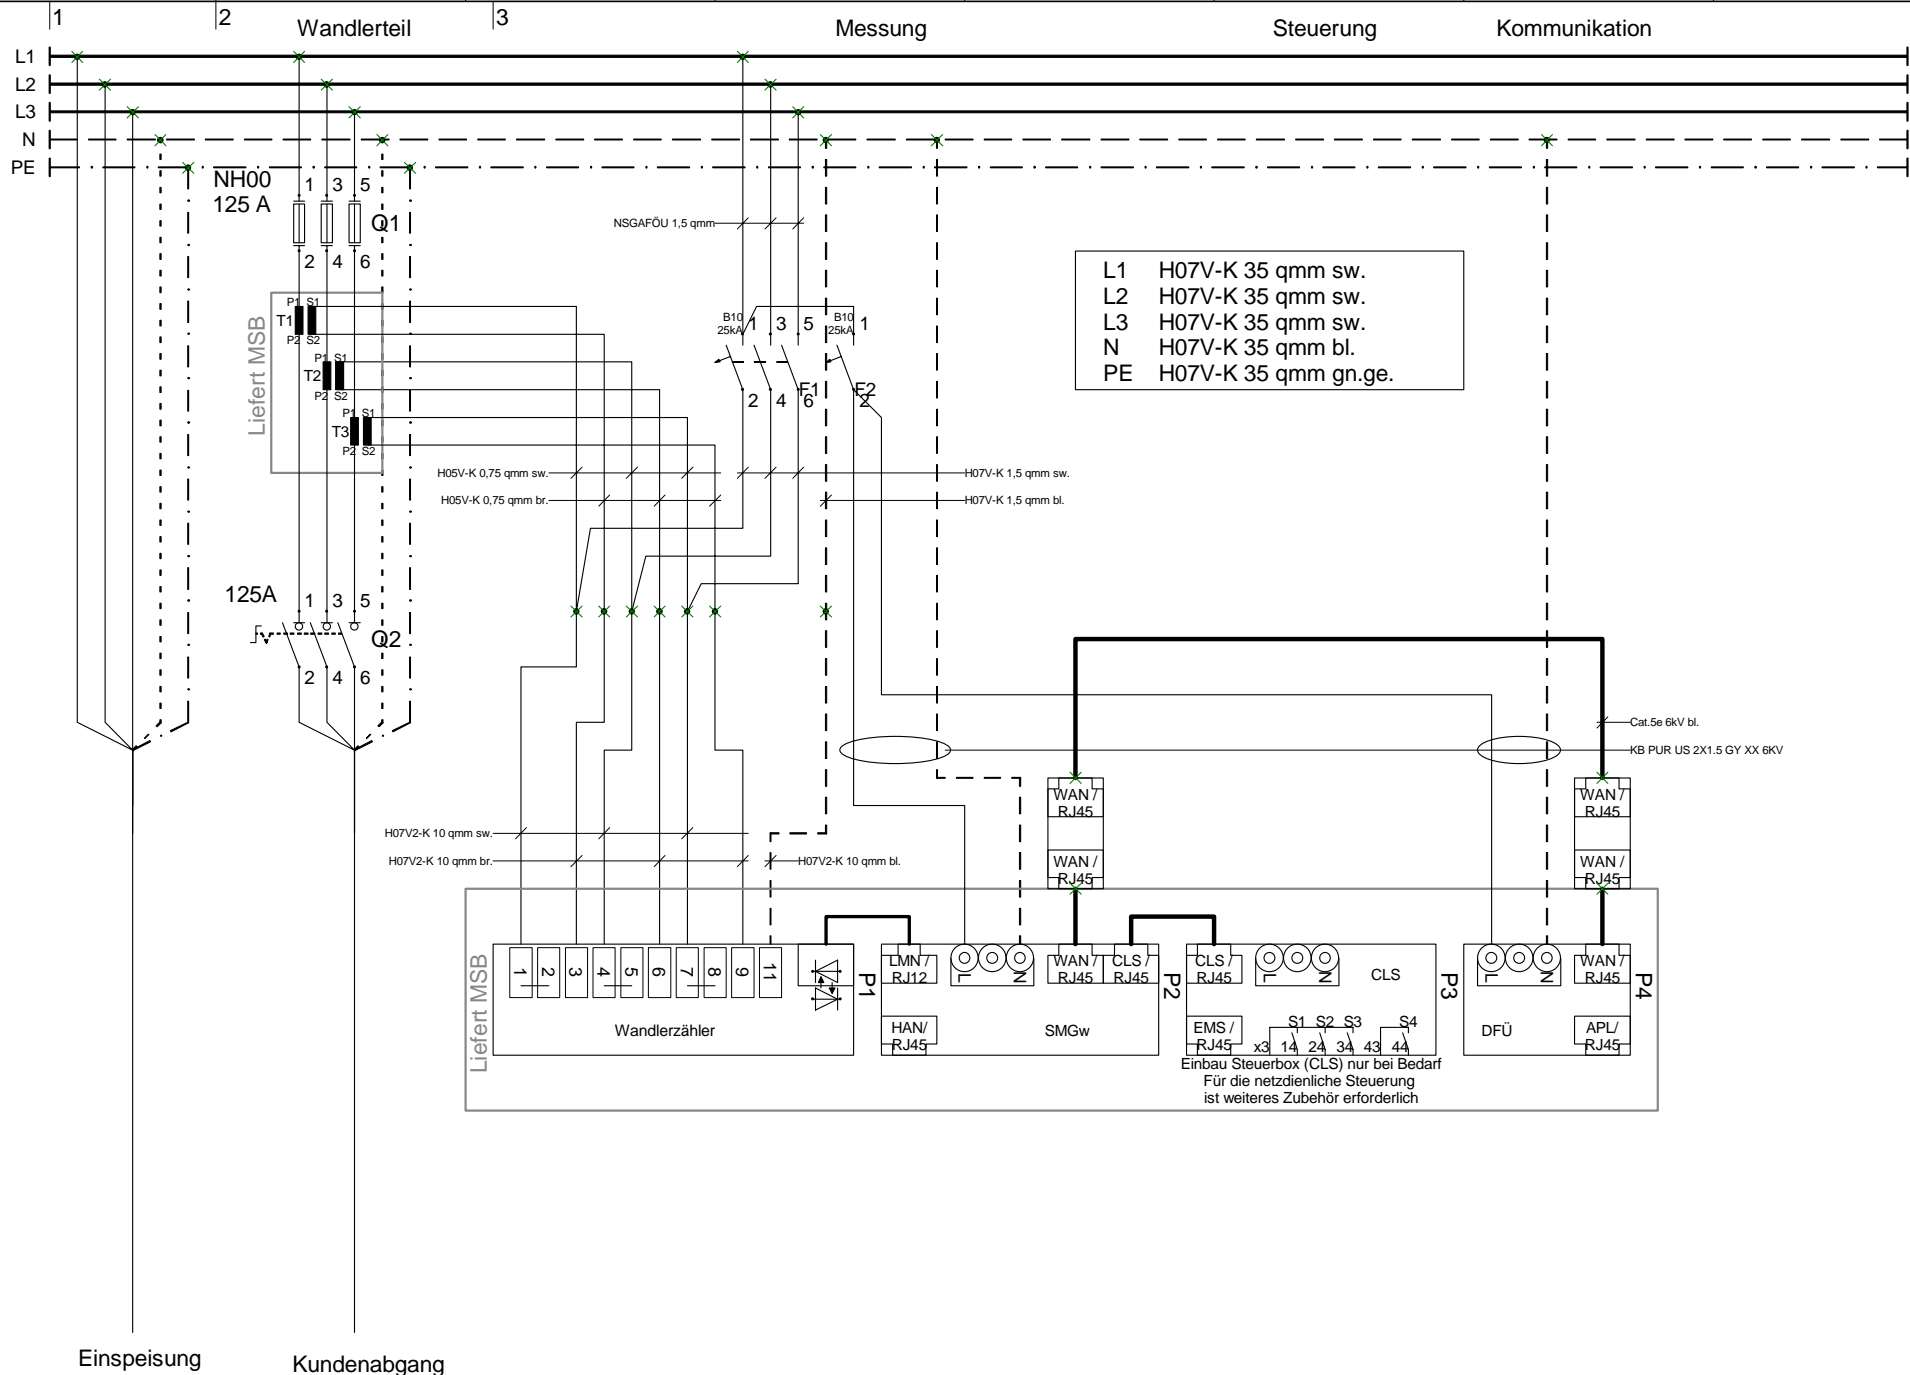 1
2
3
Wandlerteil
Messung
Steuerung
Kommunikation
L1
L2
L3
N
PE
NH00
125 A
1 3 5
Q1
2 4 6
NSGAFÖU 1,5 qmm
L1 H07V-K 35 qmm sw.
L2 H07V-K 35 qmm sw.
L3 H07V-K 35 qmm sw.
N H07V-K 35 qmm bl.
PE H07V-K 35 qmm gn.ge.
Liefert MSB
P1 S1
T1
P2 S2
P1 S1
T2
P2 S2
P1 S1
T3
P2 S2
B10
25kA
1 3 5
F1
2 4 6
B10
25kA
1
F2
2
H05V-K 0,75 qmm sw.
H07V-K 1,5 qmm sw.
H05V-K 0,75 qmm br.
H07V-K 1,5 qmm bl.
125A
1 3 5
Q2
2 4 6
Cat.5e 6kV bl.
KB PUR US 2X1.5 GY XX 6KV
WAN /
RJ45
WAN /
RJ45
WAN /
RJ45
WAN /
RJ45
H07V2-K 10 qmm sw.
H07V2-K 10 qmm br.
H07V2-K 10 qmm bl.
Liefert MSB
1 2 3 4 5 6 7 8 9 11
Wandlerzähler
P1
LMN /
RJ12
L N
WAN /
RJ45
CLS /
RJ45
HAN/
RJ45
SMGw
P2
CLS /
RJ45
L N
CLS
EMS /
RJ45
S1 S2 S3 S4
x3 14 24 34 43 44
P3
Einbau Steuerbox (CLS) nur bei Bedarf
Für die netzdienliche Steuerung
ist weiteres Zubehör erforderlich
L N
WAN /
RJ45
DFÜ
APL/
RJ45
P4
Einspeisung
Kundenabgang